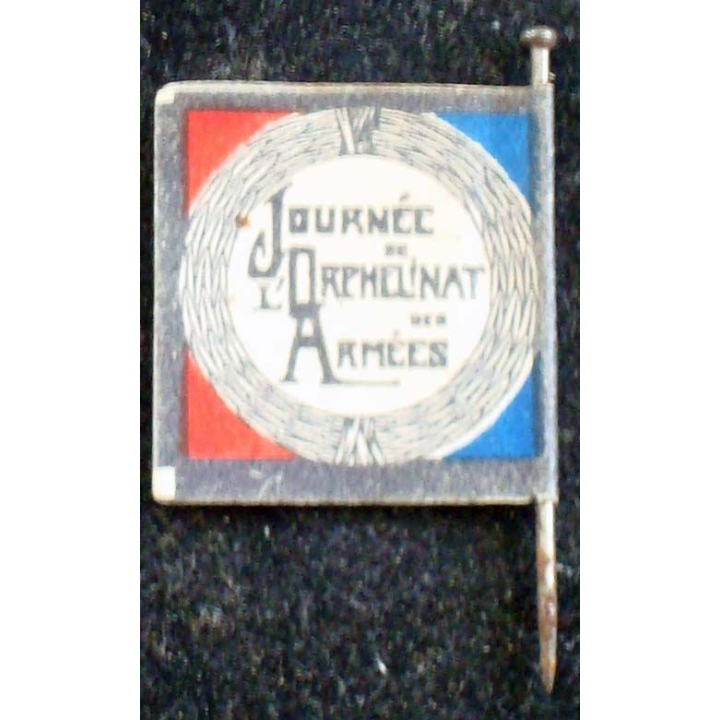 JOURNÉE
DE
L'ORPHELINAT
DES
ARMÉES